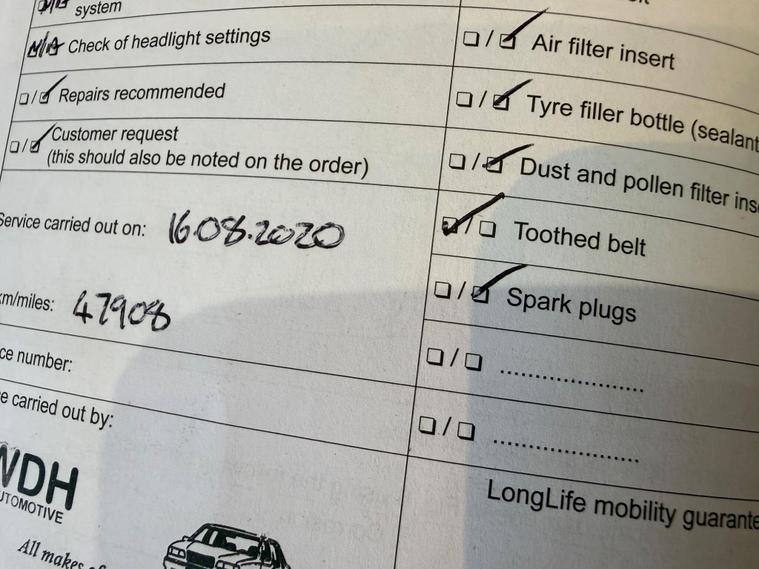 system
N/A Check of headlight settings
Repairs recommended
Customer request
(this should also be noted on the order)
Service carried out on: 16.08.2020
km/miles: 47908
ce number:
e carried out by:
WDH
AUTOMOTIVE
All makes
/ Air filter insert
/ Tyre filler bottle (sealant
/ Dust and pollen filter ins
/ Toothed belt
/ Spark plugs
/ ........................
/ ........................
LongLife mobility guarante